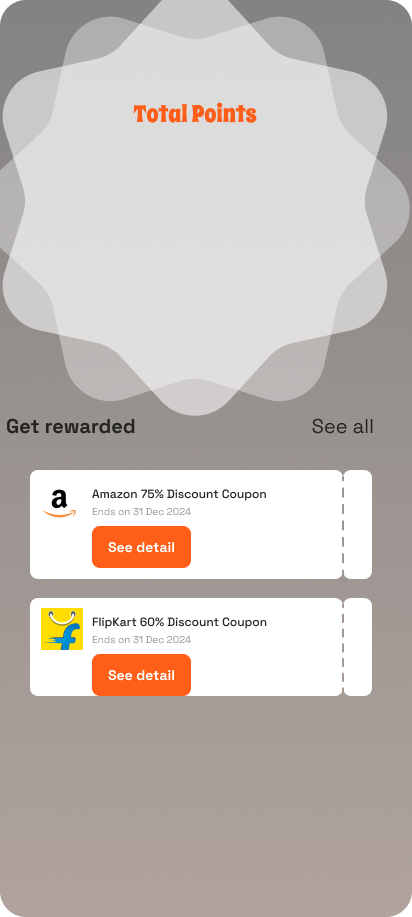 Total Points
Get rewarded
See all
Amazon 75% Discount Coupon
Ends on 31 Dec 2024
See detail
FlipKart 60% Discount Coupon
Ends on 31 Dec 2024
See detail